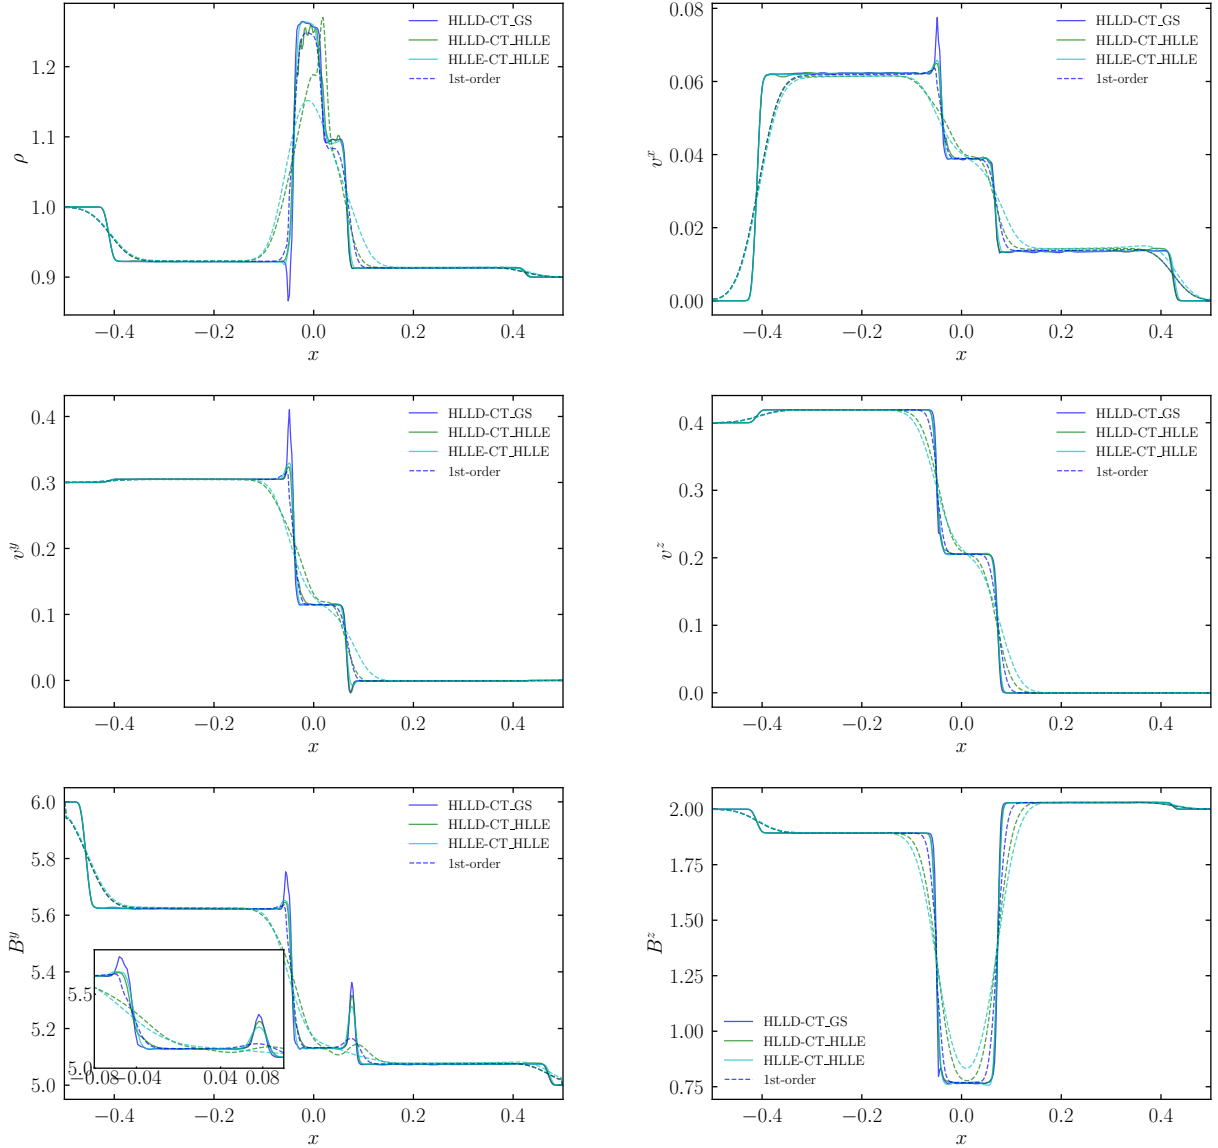 HLLD-CT_GS
HLLD-CT_HLLE
HLLE-CT_HLLE
1st-order
ρ
1.2
1.1
1.0
0.9
−0.4 −0.2 0.0 0.2 0.4
x
HLLD-CT_GS
HLLD-CT_HLLE
HLLE-CT_HLLE
1st-order
v^x
0.08
0.06
0.04
0.02
0.00
−0.4 −0.2 0.0 0.2 0.4
x
HLLD-CT_GS
HLLD-CT_HLLE
HLLE-CT_HLLE
1st-order
v^y
0.4
0.3
0.2
0.1
0.0
−0.4 −0.2 0.0 0.2 0.4
x
HLLD-CT_GS
HLLD-CT_HLLE
HLLE-CT_HLLE
1st-order
v^z
0.4
0.3
0.2
0.1
0.0
−0.4 −0.2 0.0 0.2 0.4
x
HLLD-CT_GS
HLLD-CT_HLLE
HLLE-CT_HLLE
1st-order
B^y
6.0
5.8
5.6
5.4
5.2
5.0
5.5
5.0
−0.08 −0.04 0.04 0.08
−0.4 −0.2 0.0 0.2 0.4
x
B^z
2.00
1.75
1.50
1.25
1.00
0.75
HLLD-CT_GS
HLLD-CT_HLLE
HLLE-CT_HLLE
1st-order
−0.4 −0.2 0.0 0.2 0.4
x